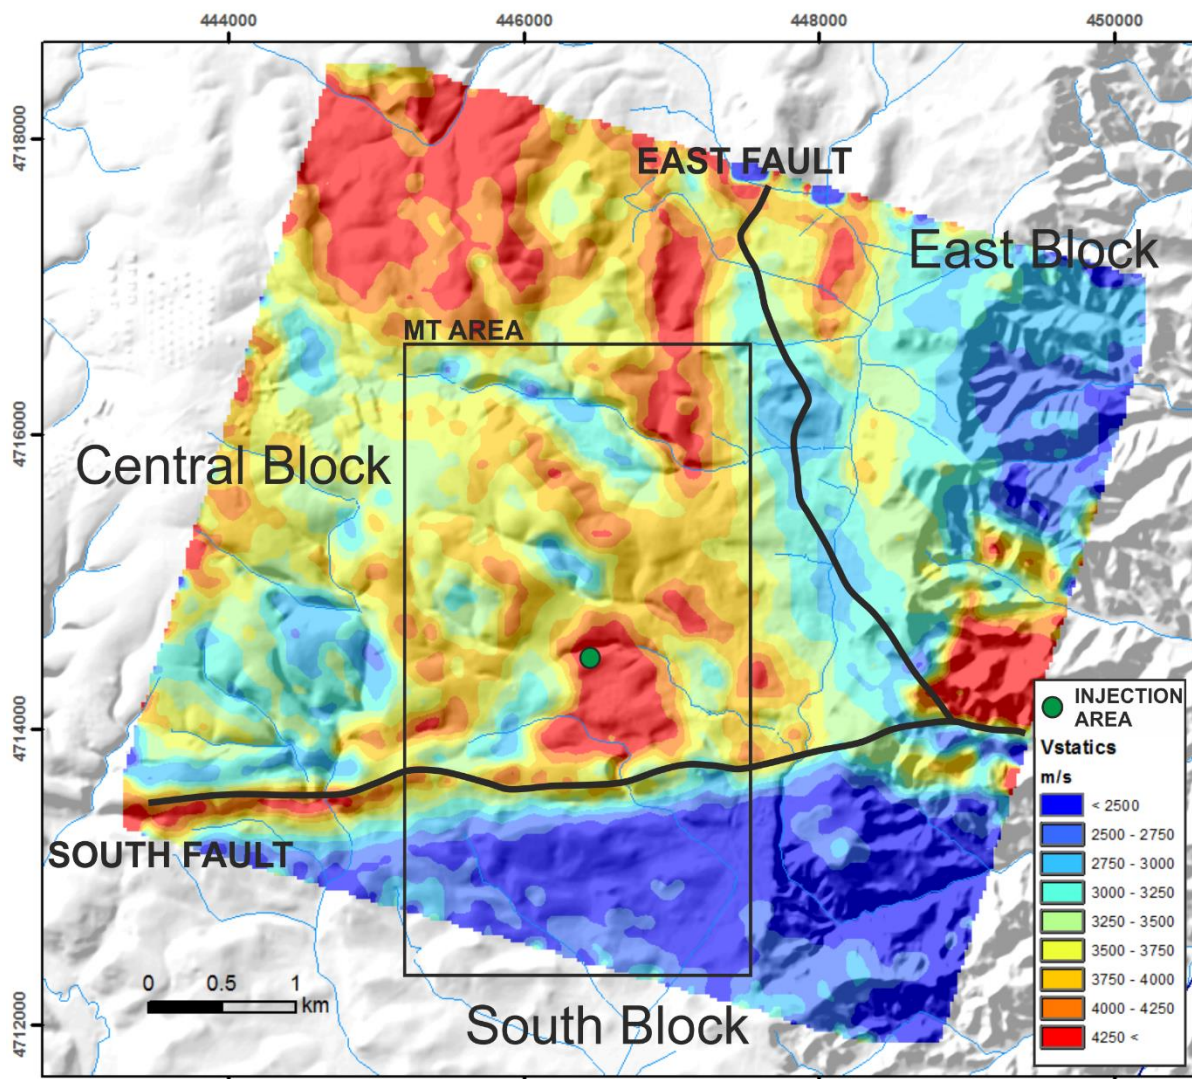 444000
446000
448000
450000
4718000
4716000
4714000
4712000
EAST FAULT
East Block
MT AREA
Central Block
SOUTH FAULT
South Block
0 0.5 1
km
INJECTION
AREA
Vstatics
m/s
< 2500
2500 - 2750
2750 - 3000
3000 - 3250
3250 - 3500
3500 - 3750
3750 - 4000
4000 - 4250
4250 <